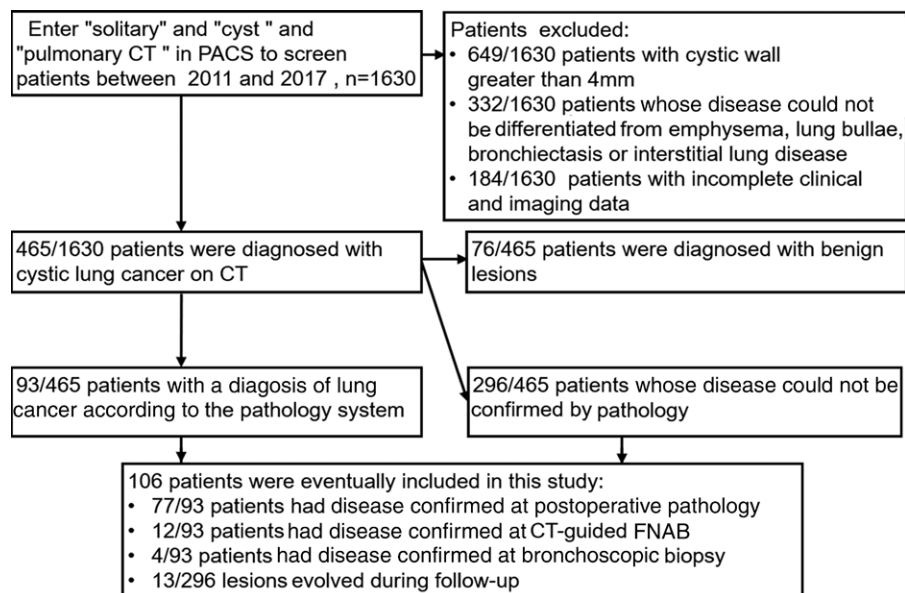 Enter "solitary" and "cyst " and
"pulmonary CT " in PACS to screen
patients between 2011 and 2017 , n=1630
Patients excluded:
• 649/1630 patients with cystic wall
greater than 4mm
• 332/1630 patients whose disease could not
be differentiated from emphysema, lung bullae,
bronchiectasis or interstitial lung disease
• 184/1630 patients with incomplete clinical
and imaging data
465/1630 patients were diagnosed with
cystic lung cancer on CT
76/465 patients were diagnosed with benign
lesions
93/465 patients with a diagosis of lung
cancer according to the pathology system
296/465 patients whose disease could not be
confirmed by pathology
106 patients were eventually included in this study:
• 77/93 patients had disease confirmed at postoperative pathology
• 12/93 patients had disease confirmed at CT-guided FNAB
• 4/93 patients had disease confirmed at bronchoscopic biopsy
• 13/296 lesions evolved during follow-up